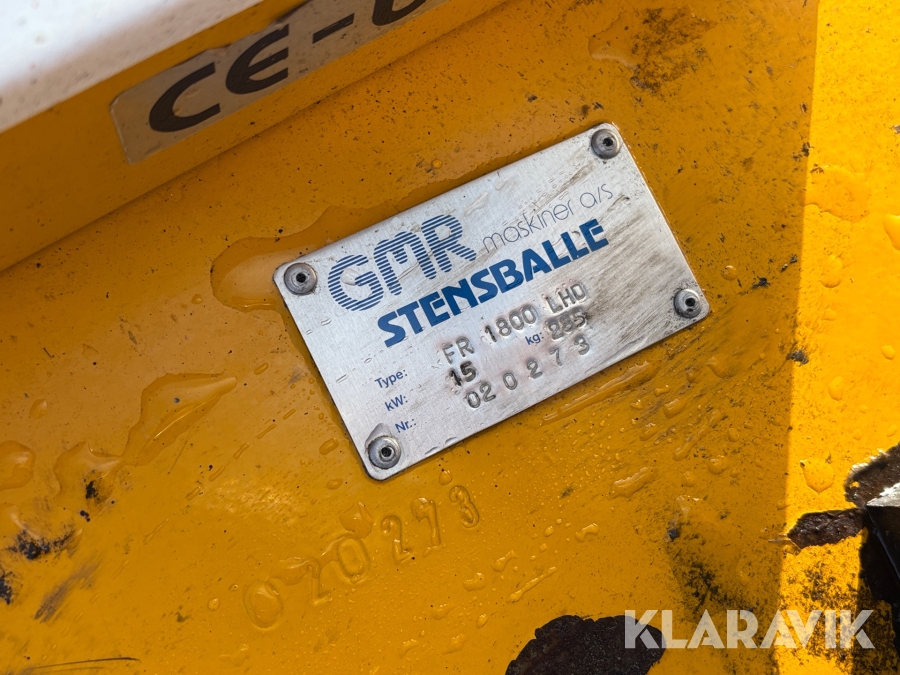 CE-
GMR maskiner a/s
STENSBALLE
Type: FR 1800 LHD
kW: 15 kg: 285
Nr.: 020273
020273
KLARAVIK